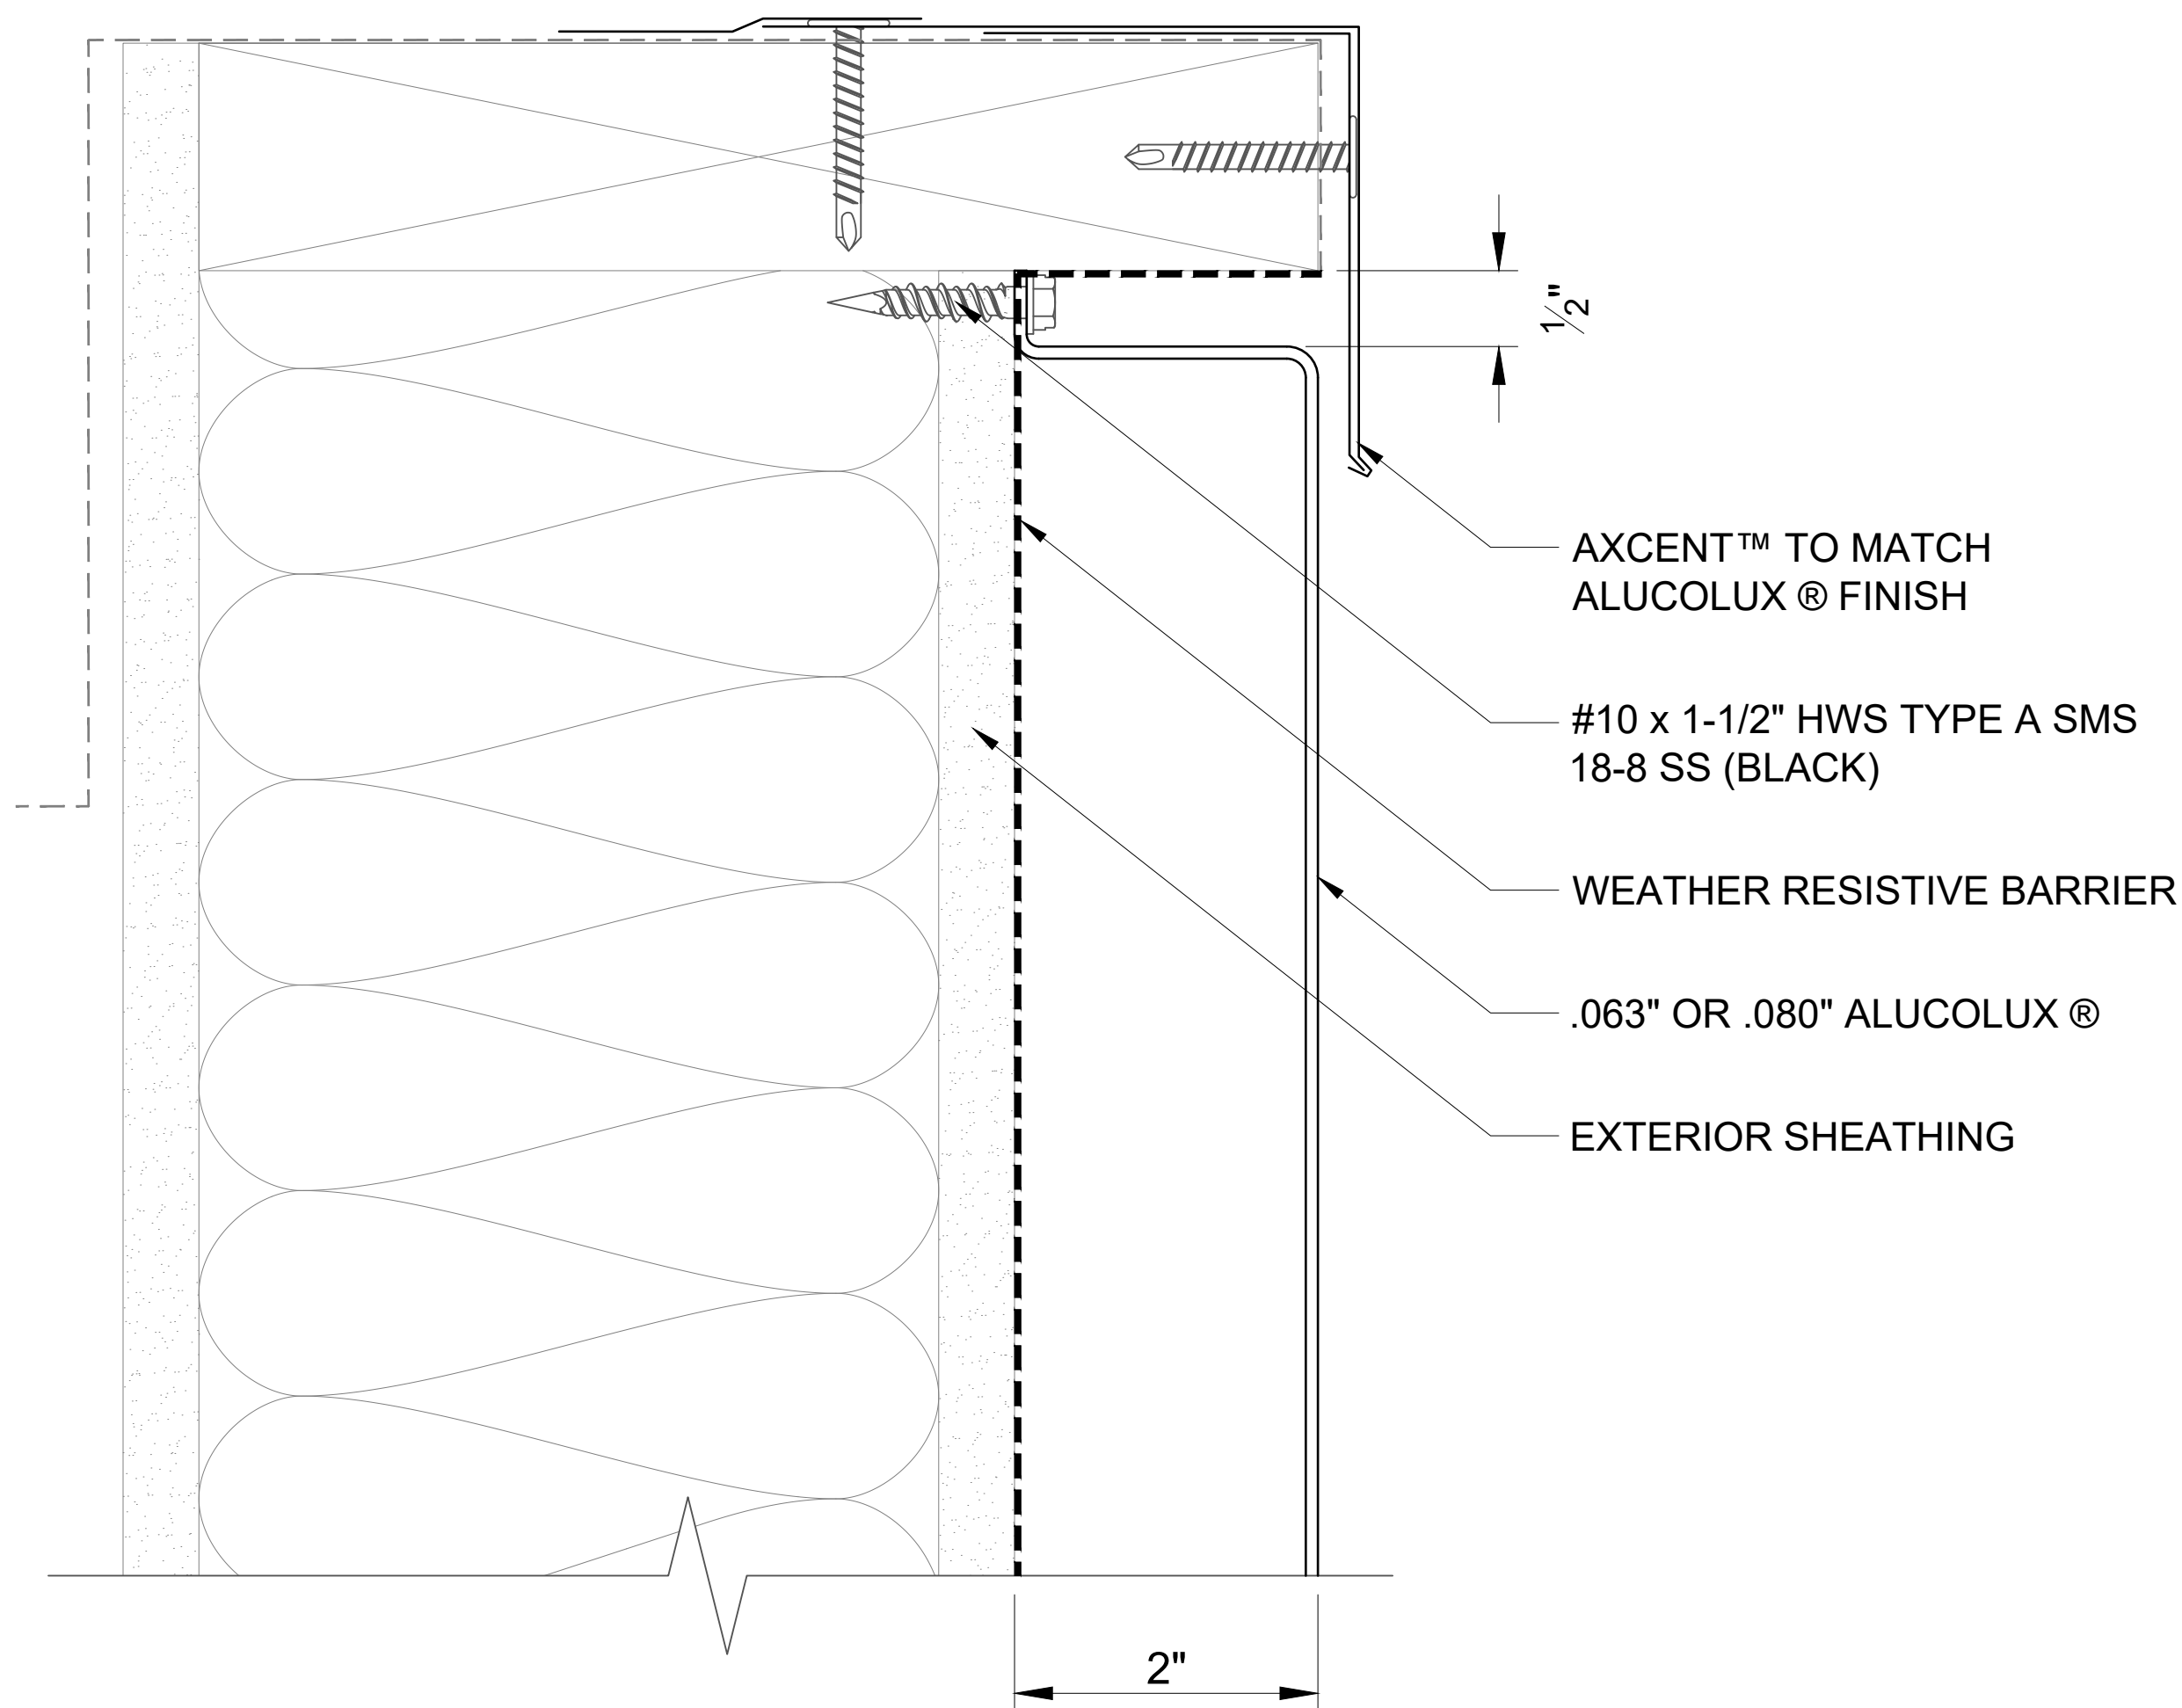 1/2"
AXCENT™ TO MATCH
ALUCOLUX ® FINISH
#10 x 1-1/2" HWS TYPE A SMS
18-8 SS (BLACK)
WEATHER RESISTIVE BARRIER
.063" OR .080" ALUCOLUX ®
EXTERIOR SHEATHING
2"